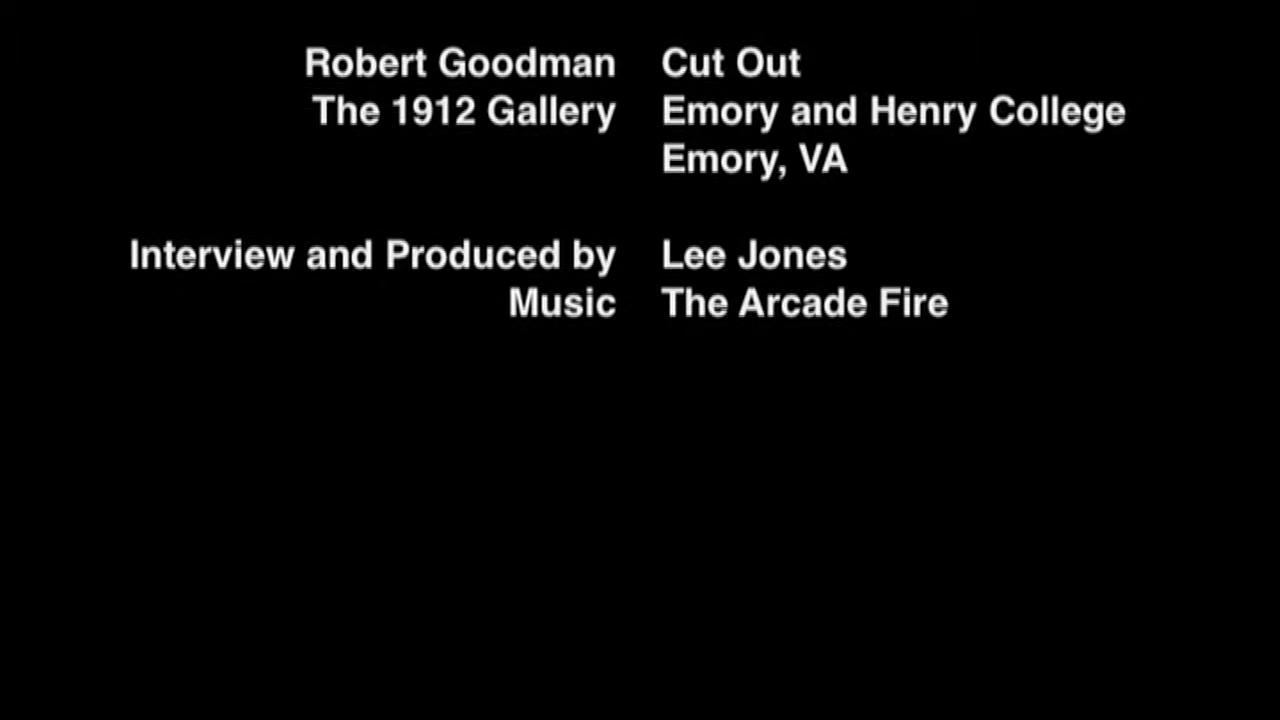 Robert Goodman Cut Out
The 1912 Gallery Emory and Henry College
Emory, VA
Interview and Produced by Lee Jones
Music The Arcade Fire